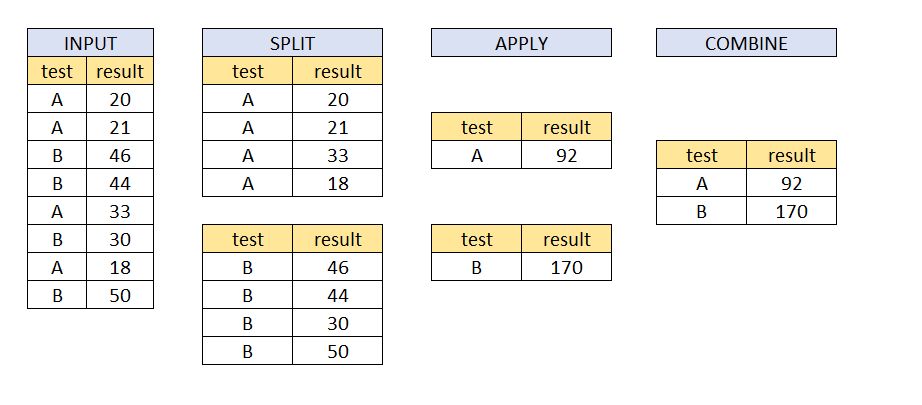 INPUT
test result
A 20
A 21
B 46
B 44
A 33
B 30
A 18
B 50
SPLIT
test result
A 20
A 21
A 33
A 18
test result
B 46
B 44
B 30
B 50
APPLY
test result
A 92
test result
B 170
COMBINE
test result
A 92
B 170